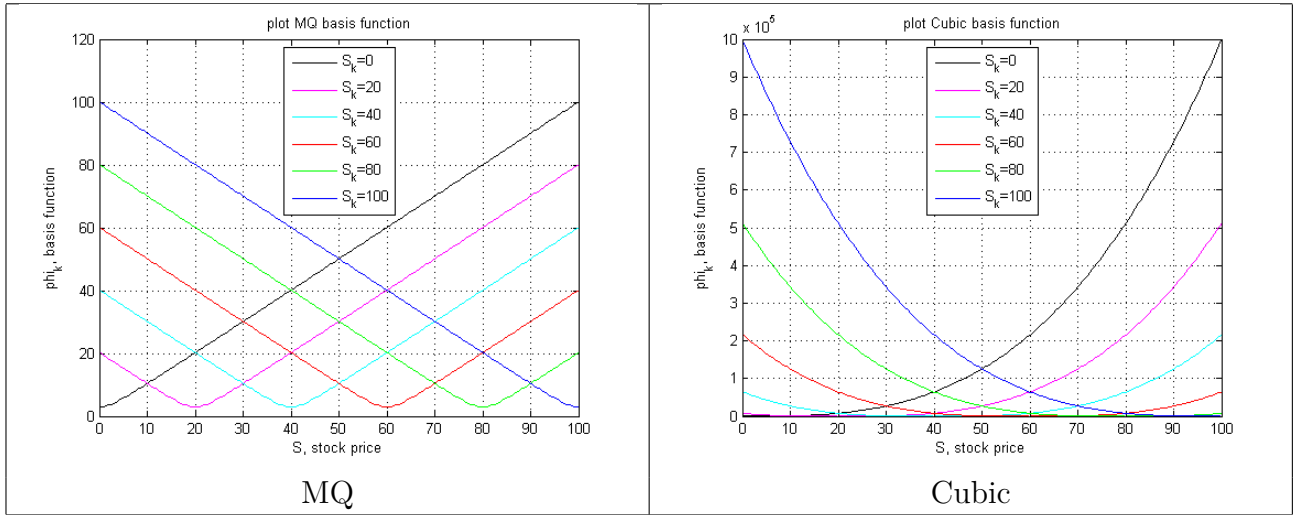 plot MQ basis function
120
100
80
60
40
20
0
phi_k, basis function
S_k=0
S_k=20
S_k=40
S_k=60
S_k=80
S_k=100
0 10 20 30 40 50 60 70 80 90 100
S, stock price
MQ
plot Cubic basis function
x 10^5
10
9
8
7
6
5
4
3
2
1
0
phi_k, basis function
S_k=0
S_k=20
S_k=40
S_k=60
S_k=80
S_k=100
0 10 20 30 40 50 60 70 80 90 100
S, stock price
Cubic